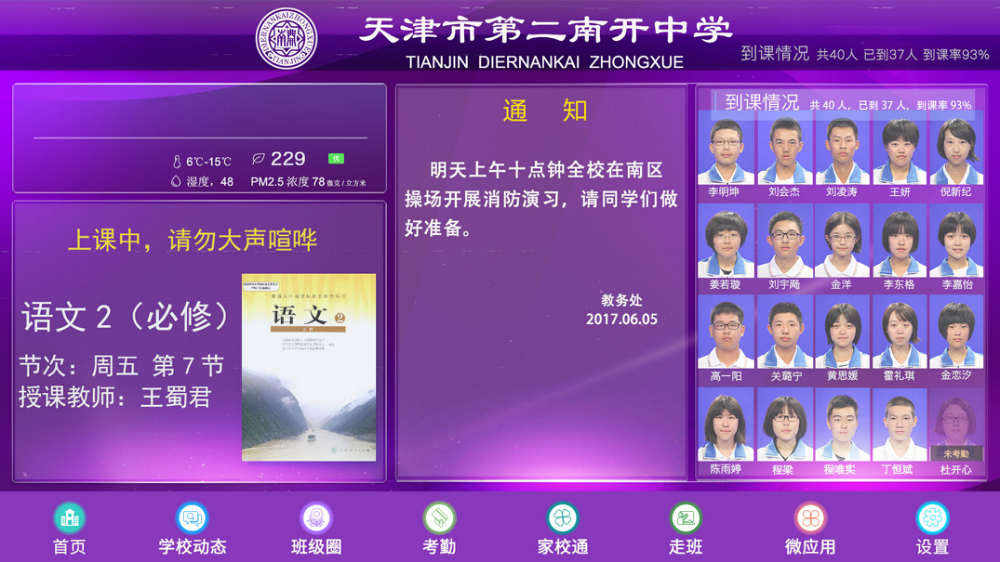 天津市第二南开中学
TIANJIN DIERNANKAI ZHONGXUE
到课情况 共40人 已到37人 到课率93%
6℃-15℃ 229 优
湿度，48 PM2.5 浓度 78 微克 / 立方米
上课中，请勿大声喧哗
语文 2（必修）
节次：周五 第 7 节
授课教师：王蜀君
语文 2
必修
通 知
明天上午十点钟全校在南区
操场开展消防演习，请同学们做
好准备。
教务处
2017.06.05
到课情况 共 40 人，已到 37 人，到课率 93%
李明坤 刘会杰 刘凌涛 王妍 倪新纪
姜若璇 刘宇飏 金洋 李东格 李嘉怡
高一阳 关璐宁 黄思媛 霍礼琪 金恋汐
未考勤
陈雨婷 程梁 程唯实 丁恒斌 杜开心
首页 学校动态 班级圈 考勤 家校通 走班 微应用 设置